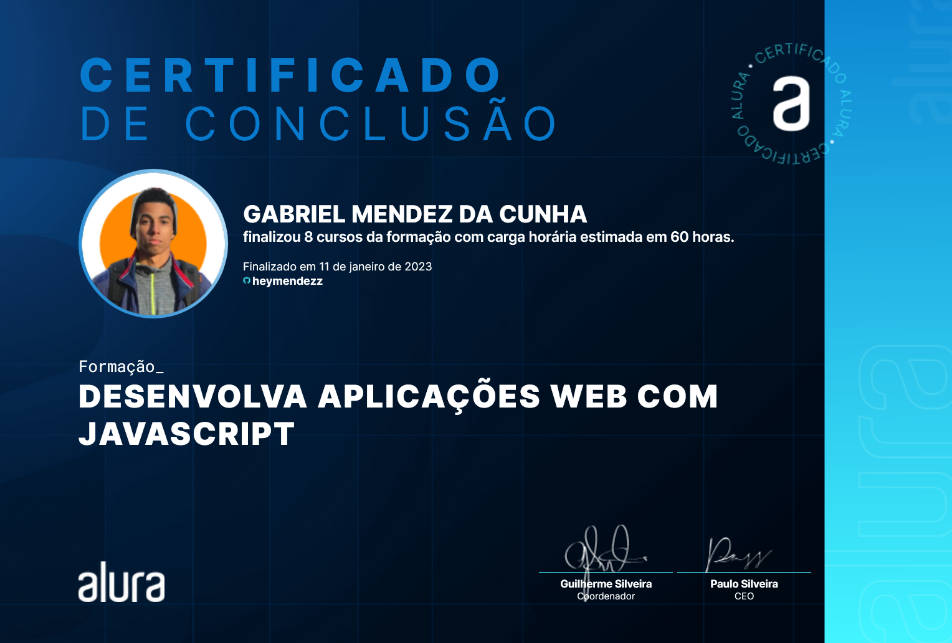 CERTIFICADO
DE CONCLUSÃO
CERTIFICADO ALURA • CERTIFICADO ALURA •
a
GABRIEL MENDEZ DA CUNHA
finalizou 8 cursos da formação com carga horária estimada em 60 horas.
Finalizado em 11 de janeiro de 2023
heymendezz
Formação_
DESENVOLVA APLICAÇÕES WEB COM
JAVASCRIPT
alura
Guilherme Silveira
Coordenador
Paulo Silveira
CEO
alura
alura